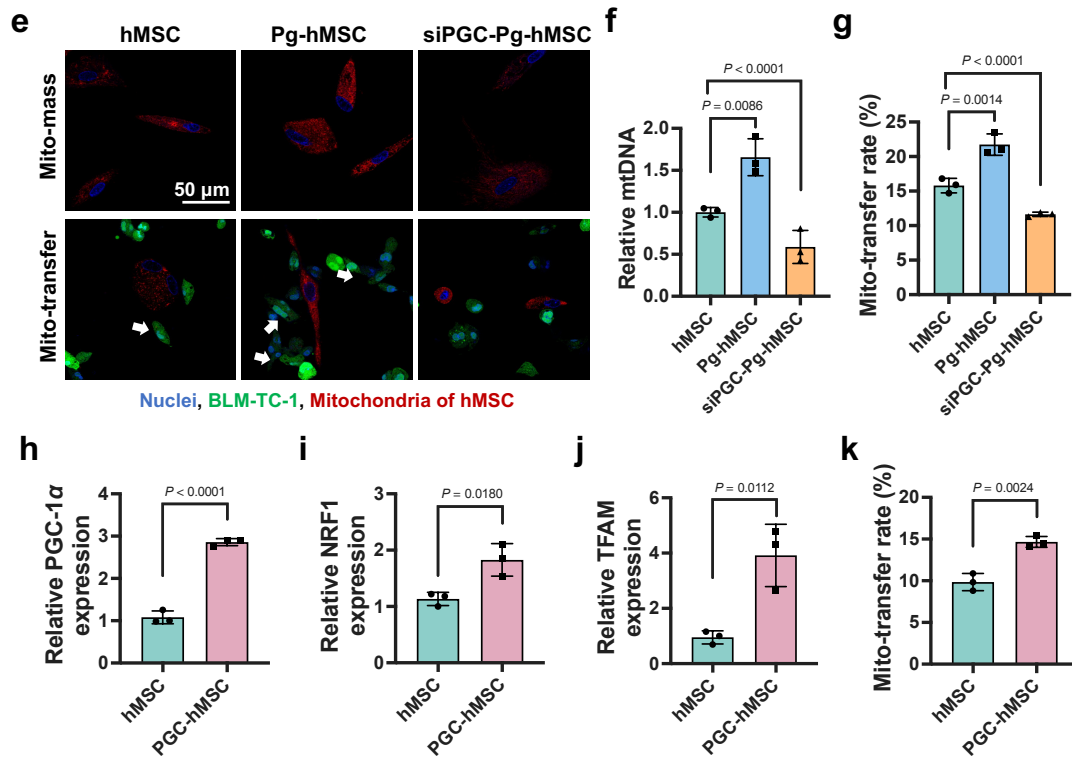 e
hMSC Pg-hMSC siPGC-Pg-hMSC
Mito-mass
50 µm
Mito-transfer
Nuclei, BLM-TC-1, Mitochondria of hMSC
f
P < 0.0001
P = 0.0086
Relative mtDNA
2.0
1.5
1.0
0.5
0.0
hMSC
Pg-hMSC
siPGC-Pg-hMSC
g
P < 0.0001
P = 0.0014
Mito-transfer rate (%)
25
20
15
10
5
0
hMSC
Pg-hMSC
siPGC-Pg-hMSC
h
P < 0.0001
Relative PGC-1α
expression
4
3
2
1
0
hMSC
PGC-hMSC
i
P = 0.0180
Relative NRF1
expression
3
2
1
0
hMSC
PGC-hMSC
j
P = 0.0112
Relative TFAM
expression
6
4
2
0
hMSC
PGC-hMSC
k
P = 0.0024
Mito-transfer rate (%)
20
15
10
5
0
hMSC
PGC-hMSC